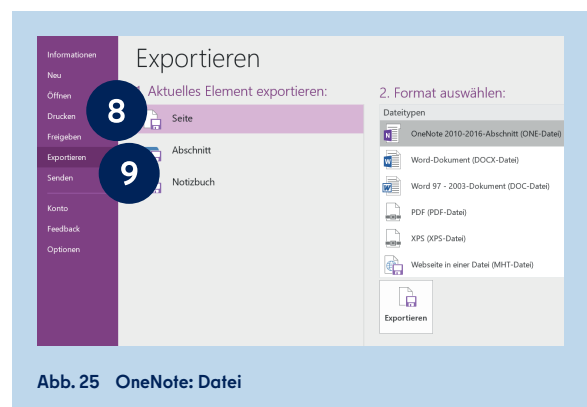 Informationen
Neu
Öffnen
Drucken
Freigeben
Exportieren
Senden
Konto
Feedback
Optionen
Exportieren
8
Aktuelles Element exportieren:
Seite
Abschnitt
9
Notizbuch
2. Format auswählen:
Dateitypen
OneNote 2010-2016-Abschnitt (ONE-Datei)
Word-Dokument (DOCX-Datei)
Word 97 - 2003-Dokument (DOC-Datei)
PDF (PDF-Datei)
XPS (XPS-Datei)
Webseite in einer Datei (MHT-Datei)
Exportieren
Abb. 25 OneNote: Datei